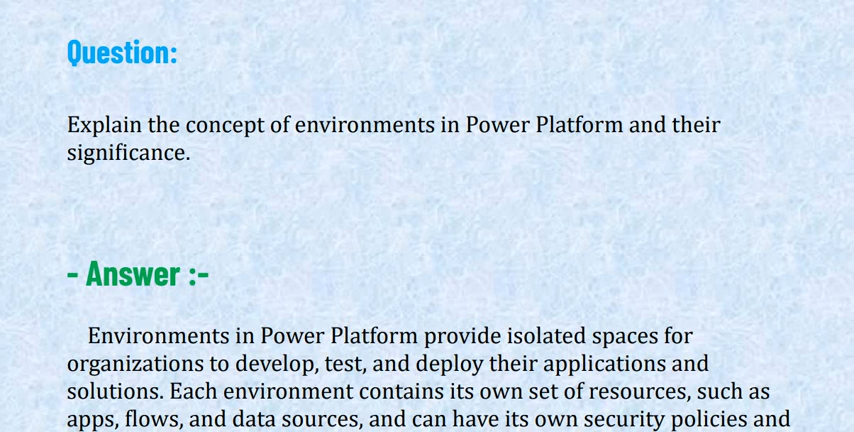 Question:
Explain the concept of environments in Power Platform and their
significance.
- Answer :-
Environments in Power Platform provide isolated spaces for
organizations to develop, test, and deploy their applications and
solutions. Each environment contains its own set of resources, such as
apps, flows, and data sources, and can have its own security policies and